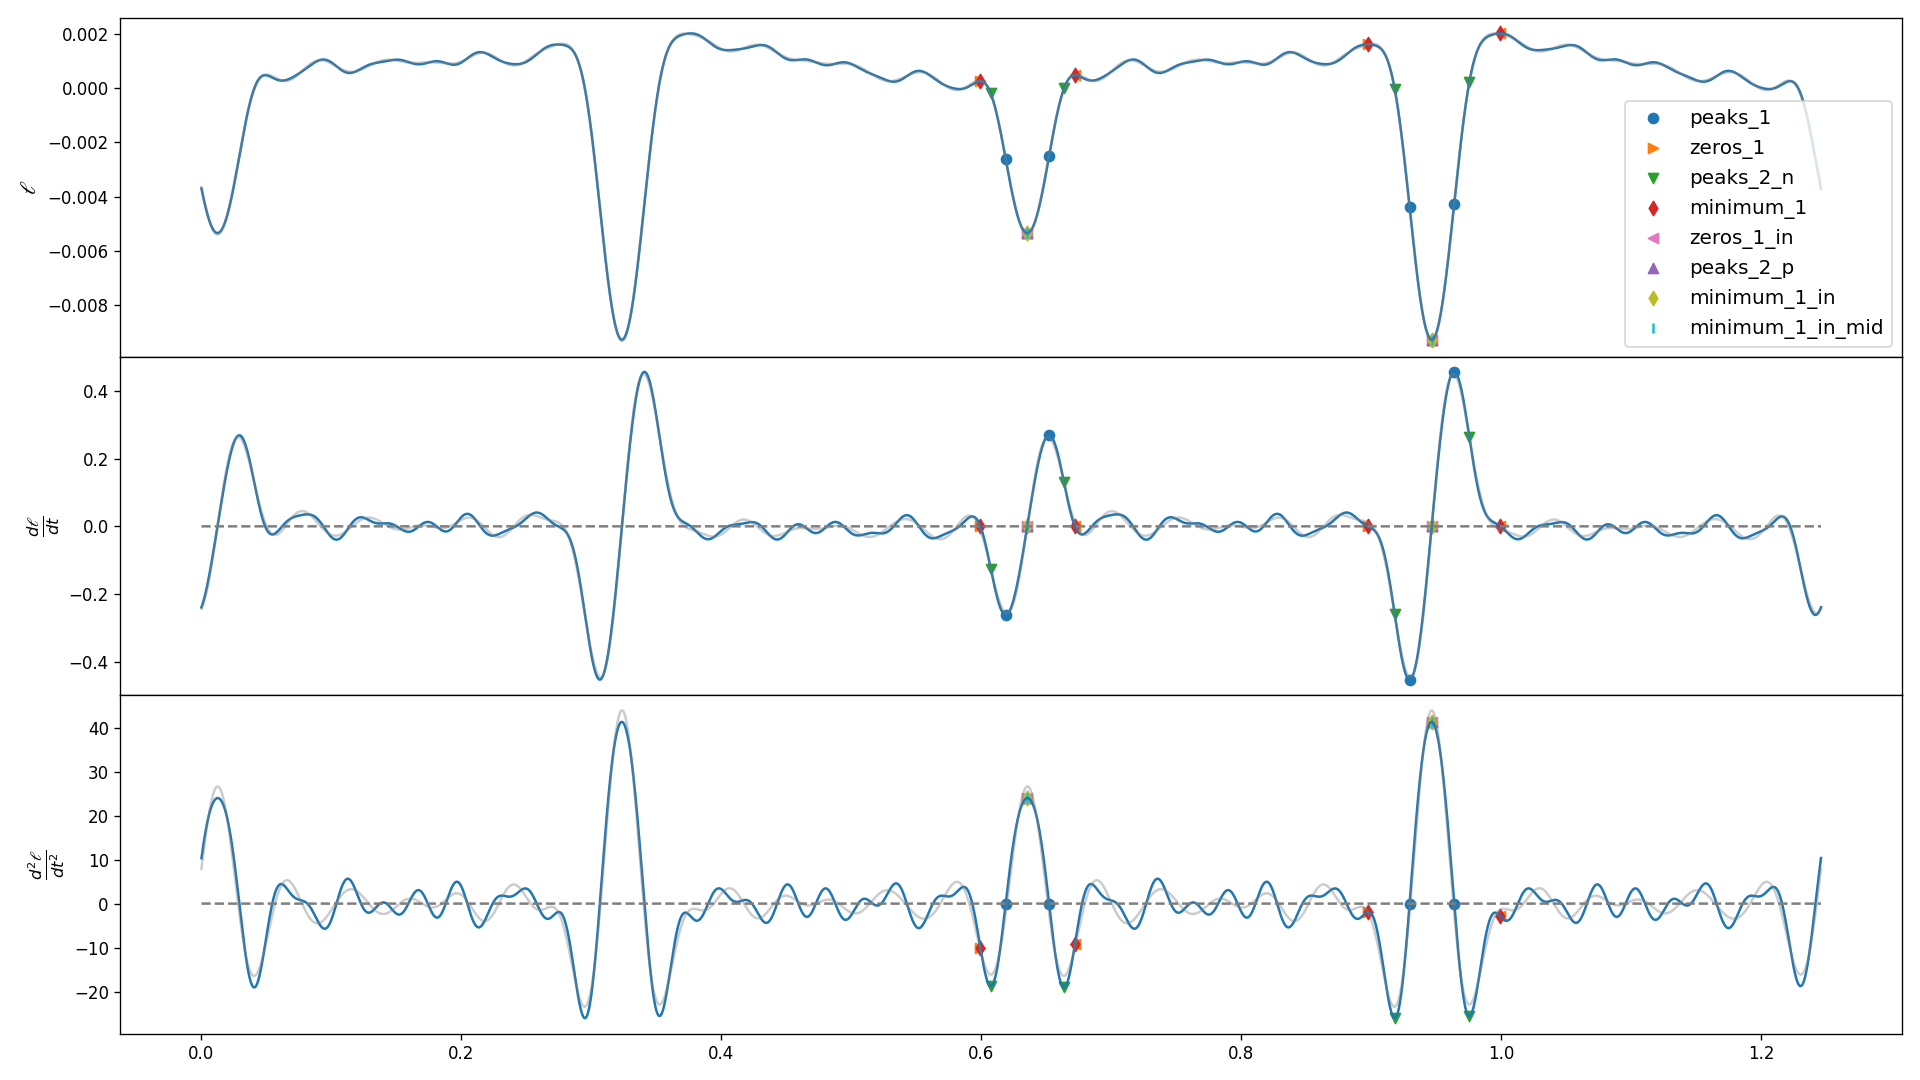 0.002
0.000
−0.002
−0.004
−0.006
−0.008
ℓ
peaks_1
zeros_1
peaks_2_n
minimum_1
zeros_1_in
peaks_2_p
minimum_1_in
minimum_1_in_mid
0.4
0.2
0.0
−0.2
−0.4
dℓ
dt
40
30
20
10
0
−10
−20
d²ℓ
dt²
0.0 0.2 0.4 0.6 0.8 1.0 1.2